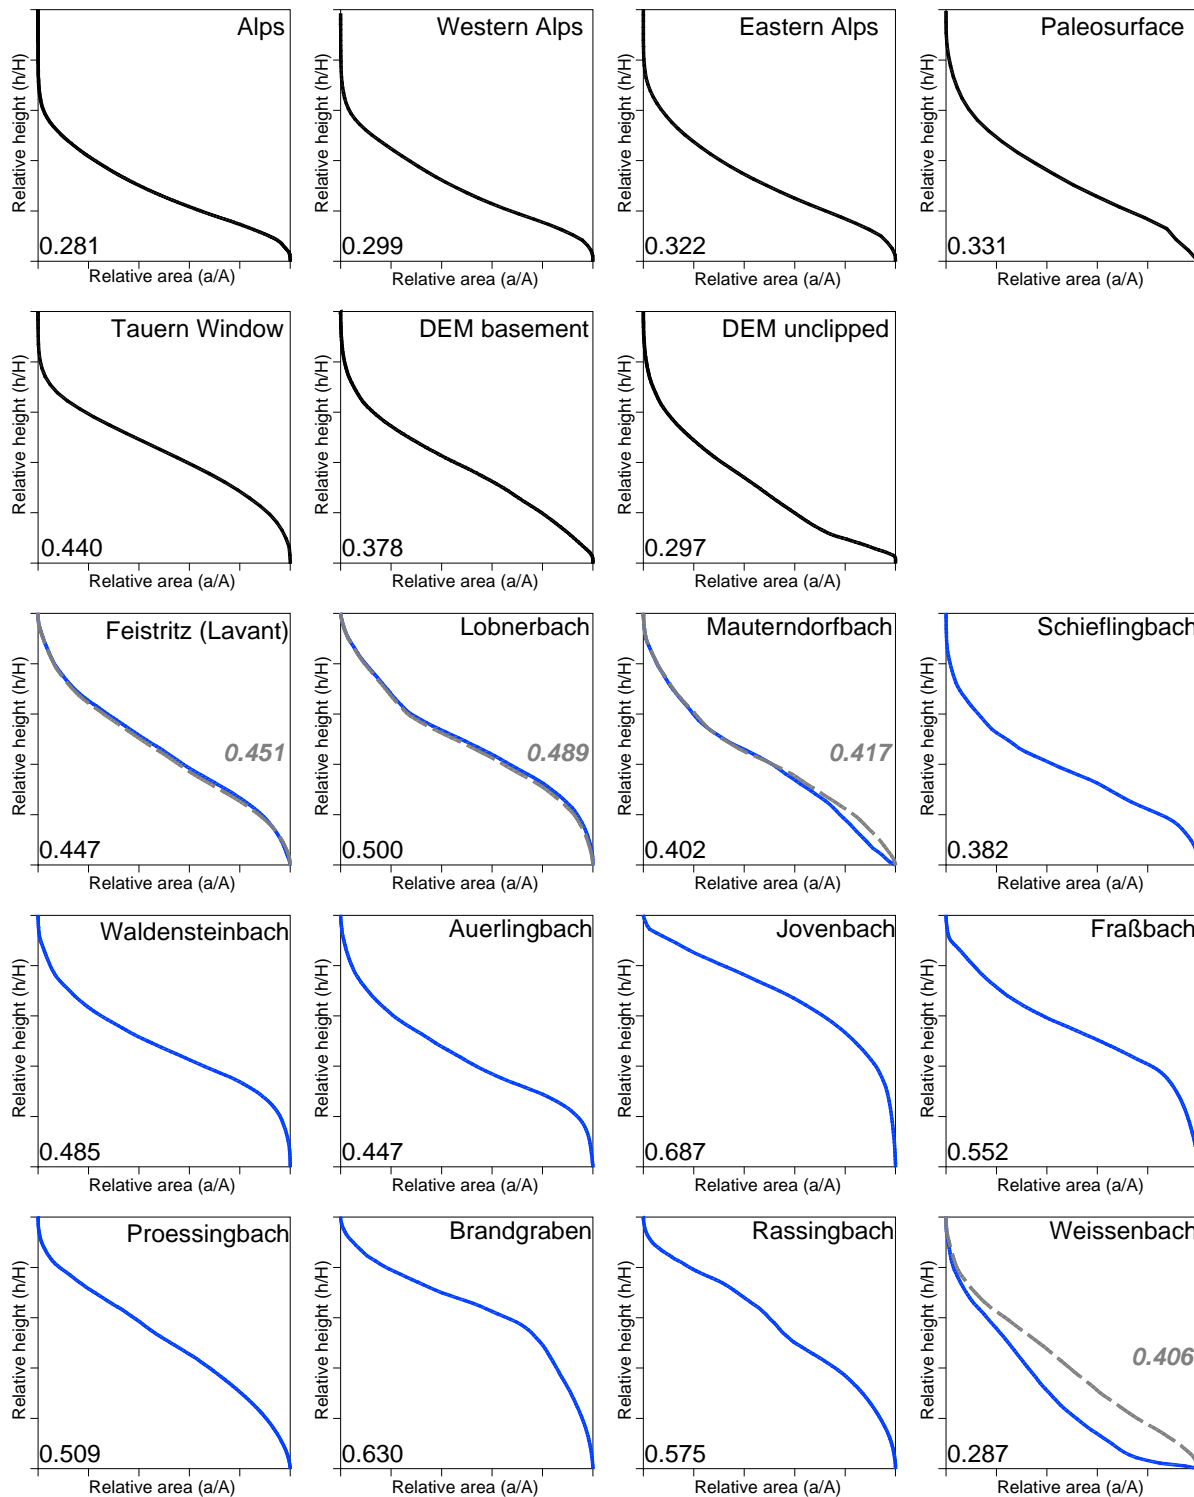 Alps
Relative height (h/H)
0.281
Relative area (a/A)
Western Alps
Relative height (h/H)
0.299
Relative area (a/A)
Eastern Alps
Relative height (h/H)
0.322
Relative area (a/A)
Paleosurface
Relative height (h/H)
0.331
Relative area (a/A)
Tauern Window
Relative height (h/H)
0.440
Relative area (a/A)
DEM basement
Relative height (h/H)
0.378
Relative area (a/A)
DEM unclipped
Relative height (h/H)
0.297
Relative area (a/A)
Feistritz (Lavant)
Relative height (h/H)
0.451
0.447
Relative area (a/A)
Lobnerbach
Relative height (h/H)
0.489
0.500
Relative area (a/A)
Mauterndorfbach
Relative height (h/H)
0.417
0.402
Relative area (a/A)
Schieflingbach
Relative height (h/H)
0.382
Relative area (a/A)
Waldensteinbach
Relative height (h/H)
0.485
Relative area (a/A)
Auerlingbach
Relative height (h/H)
0.447
Relative area (a/A)
Jovenbach
Relative height (h/H)
0.687
Relative area (a/A)
Fraßbach
Relative height (h/H)
0.552
Relative area (a/A)
Proessingbach
Relative height (h/H)
0.509
Relative area (a/A)
Brandgraben
Relative height (h/H)
0.630
Relative area (a/A)
Rassingbach
Relative height (h/H)
0.575
Relative area (a/A)
Weissenbach
Relative height (h/H)
0.406
0.287
Relative area (a/A)